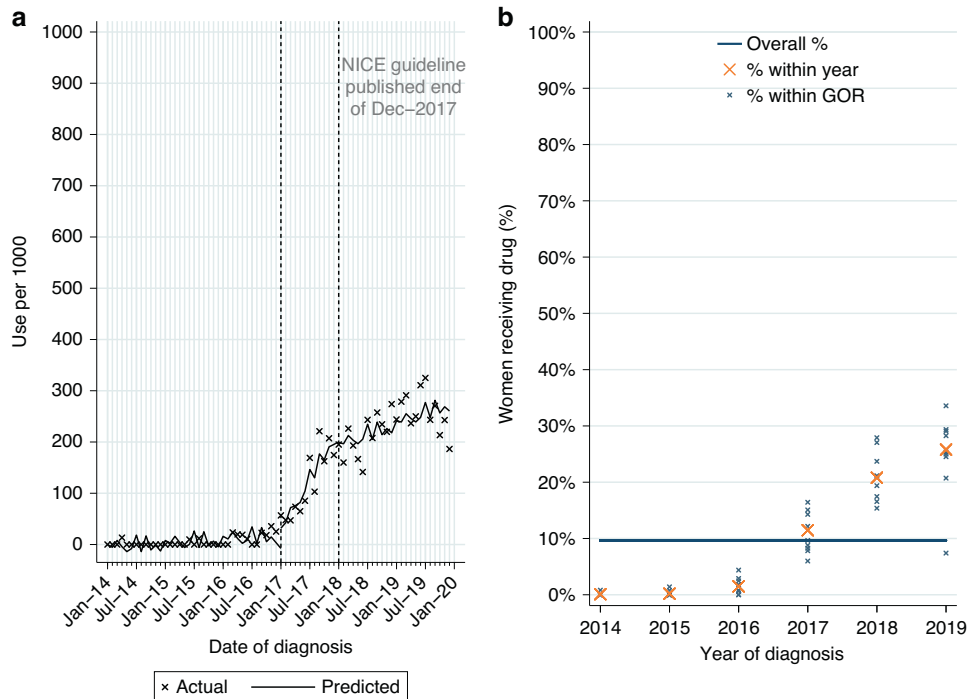 a
1000
900
800
700
600
500
400
300
200
100
0
Use per 1000
NICE guideline
published end
of Dec–2017
Jan–14
Jul–14
Jan–15
Jul–15
Jan–16
Jul–16
Jan–17
Jul–17
Jan–18
Jul–18
Jan–19
Jul–19
Jan–20
Date of diagnosis
× Actual
Predicted
b
100%
90%
80%
70%
60%
50%
40%
30%
20%
10%
0%
Women receiving drug (%)
Overall %
% within year
% within GOR
2014 2015 2016 2017 2018 2019
Year of diagnosis